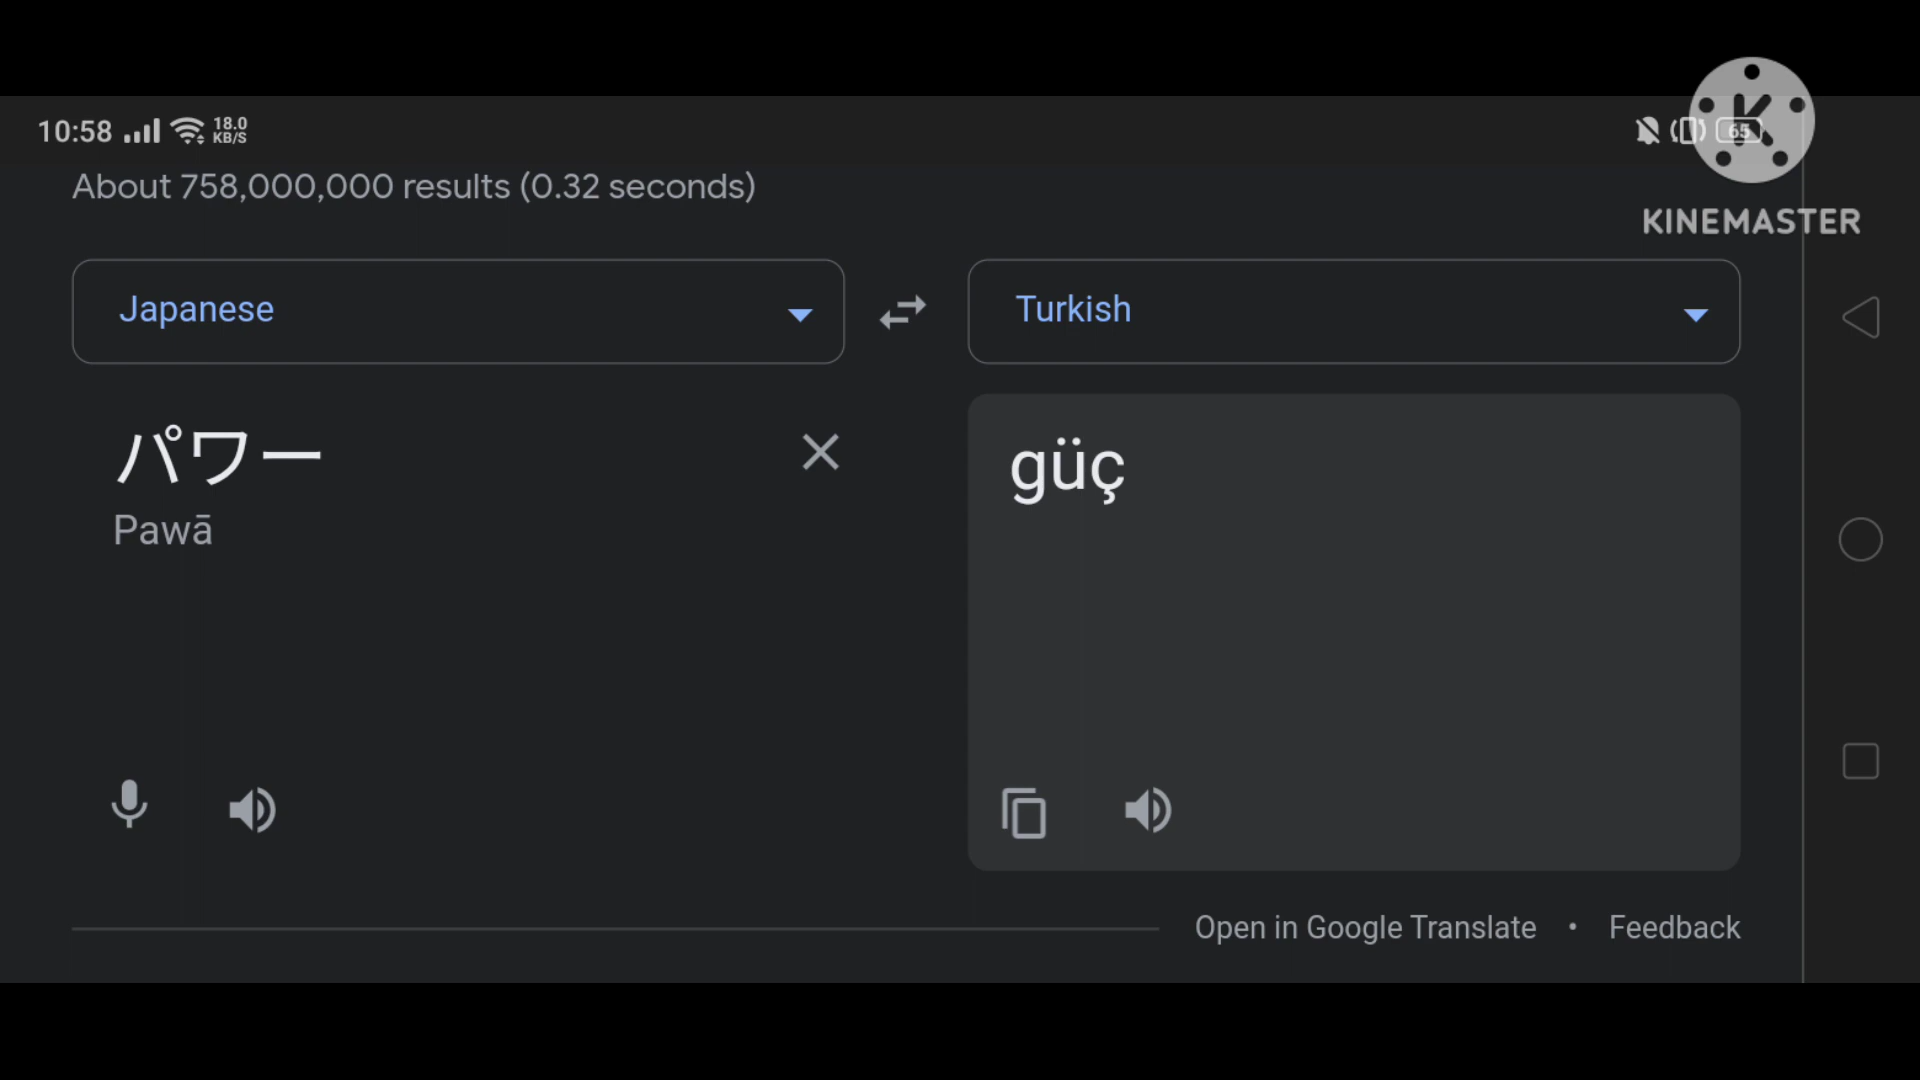 10:58 18.0 KB/S 65
KINEMASTER
About 758,000,000 results (0.32 seconds)
Japanese
Turkish
パワー
Pawā
güç
Open in Google Translate • Feedback